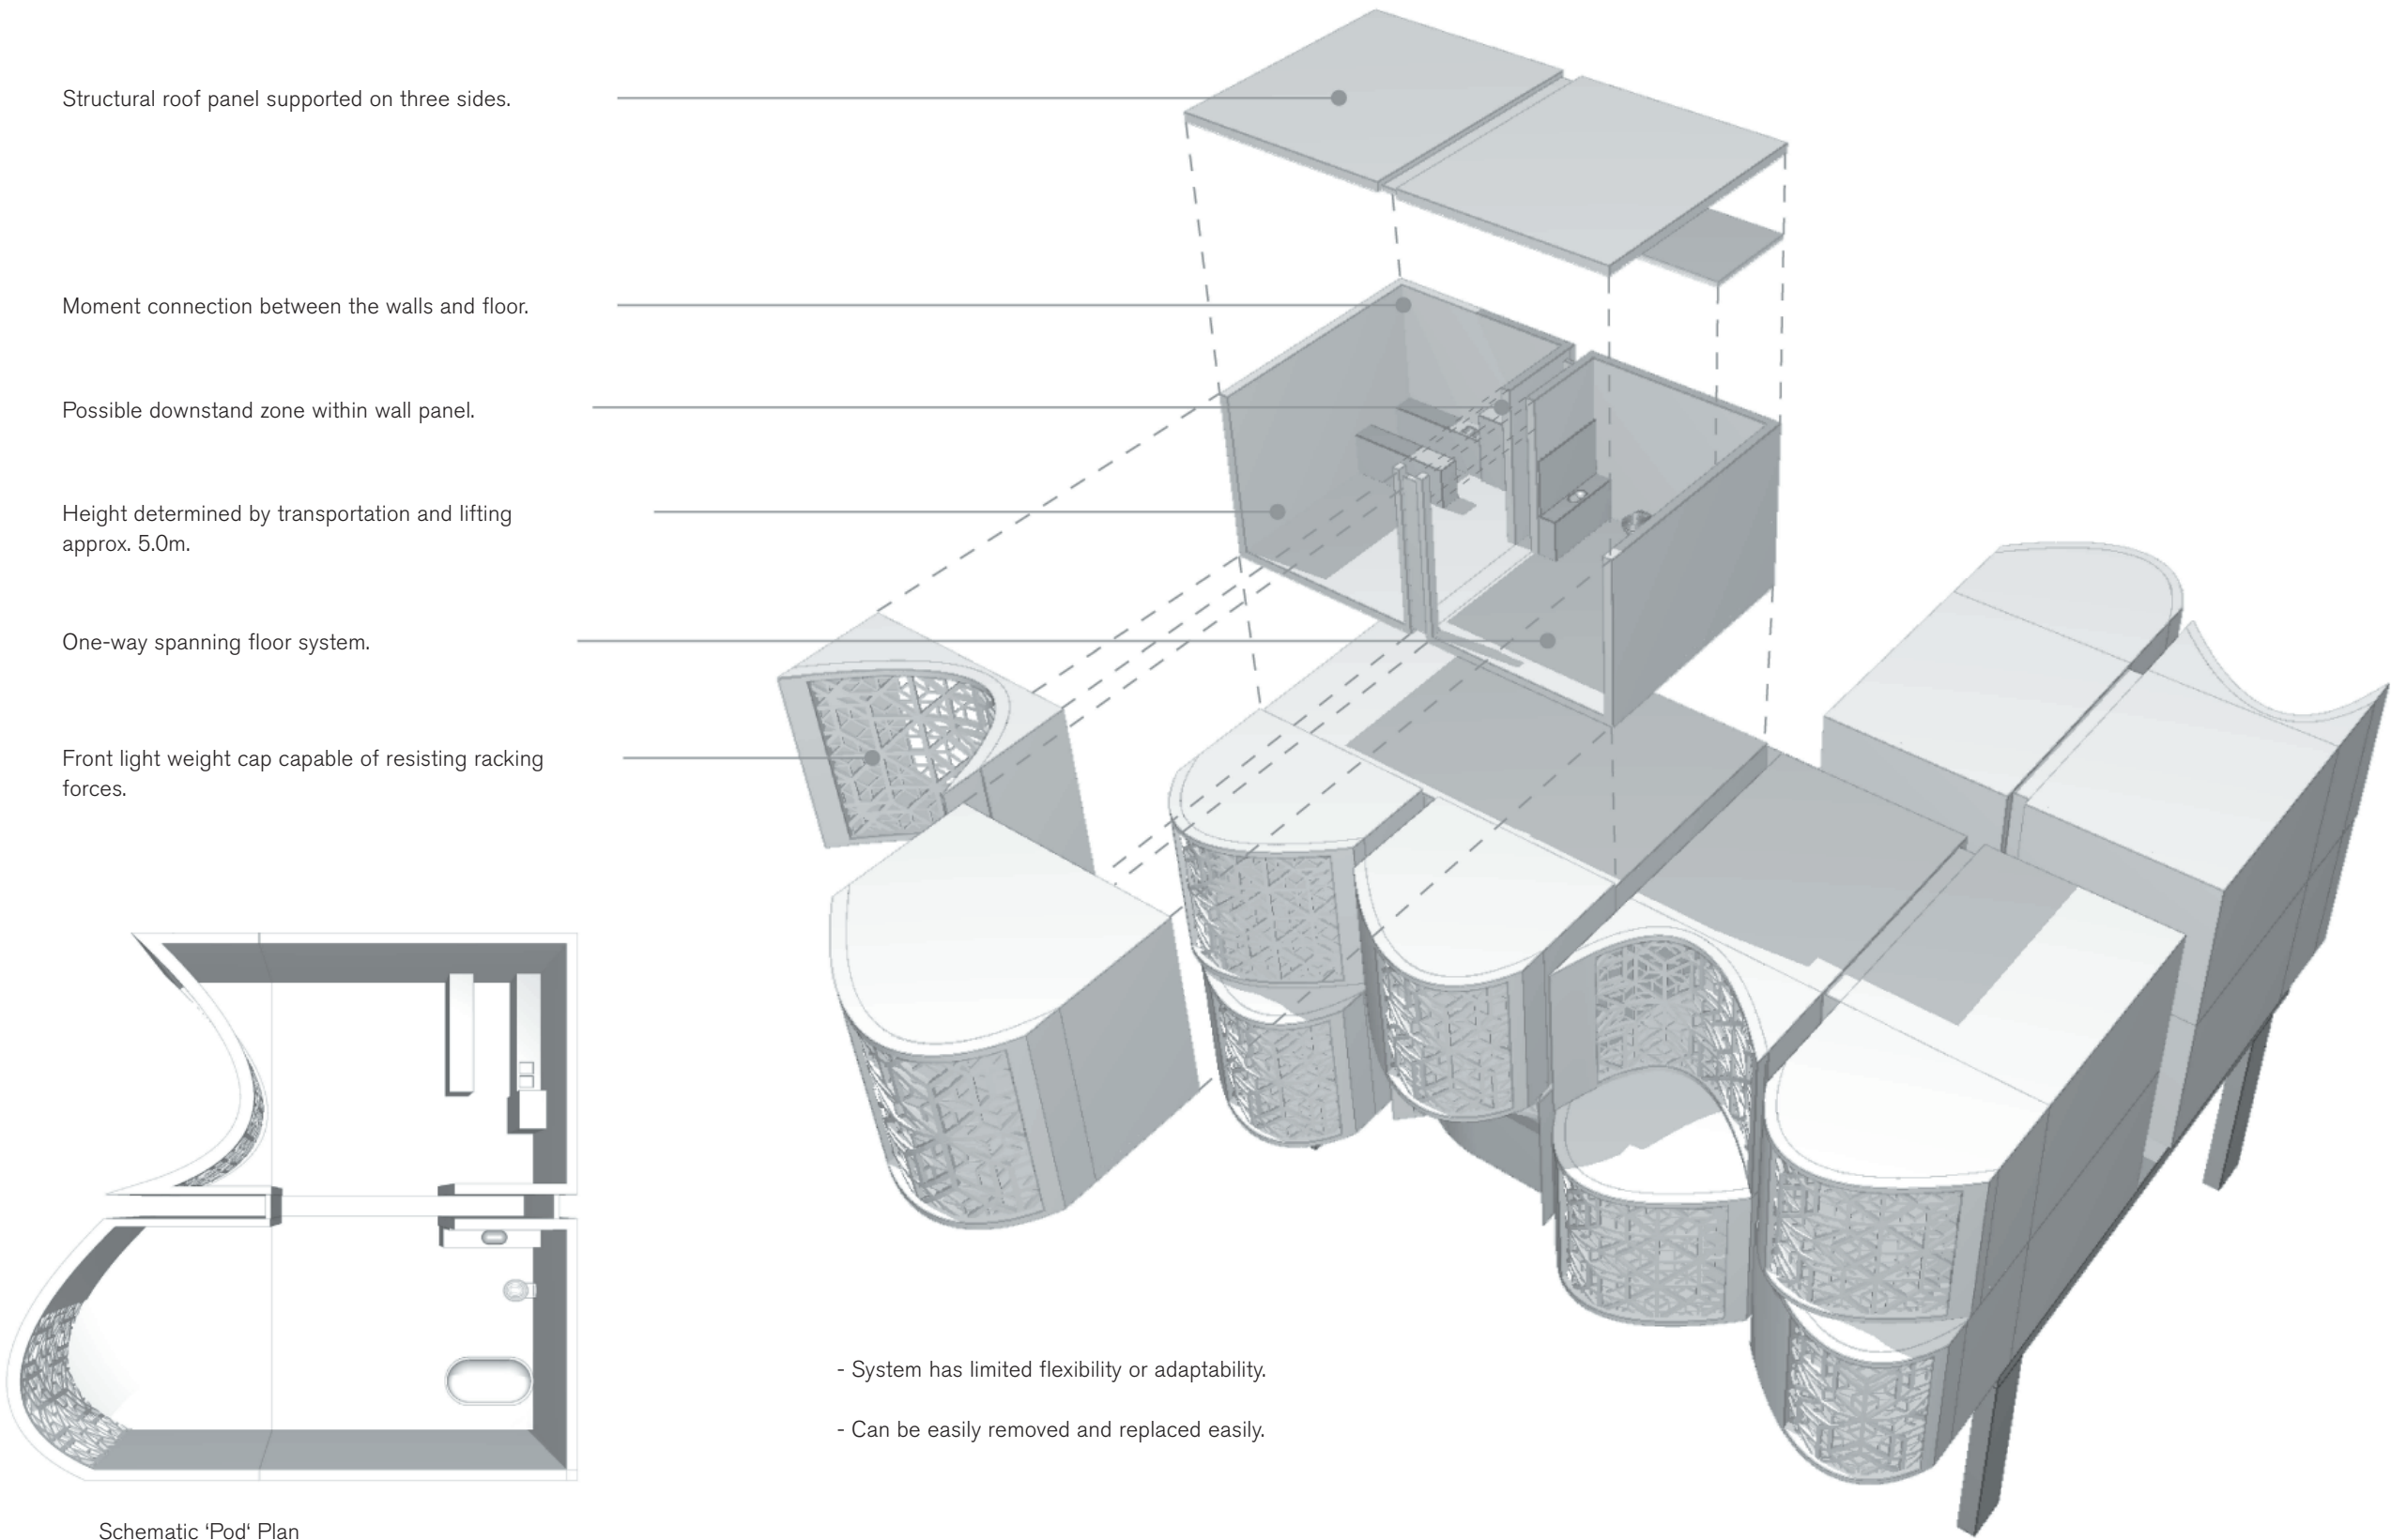 Structural roof panel supported on three sides.
Moment connection between the walls and floor.
Possible downstand zone within wall panel.
Height determined by transportation and lifting
approx. 5.0m.
One-way spanning floor system.
Front light weight cap capable of resisting racking
forces.
- System has limited flexibility or adaptability.
- Can be easily removed and replaced easily.
Schematic ‘Pod‘ Plan